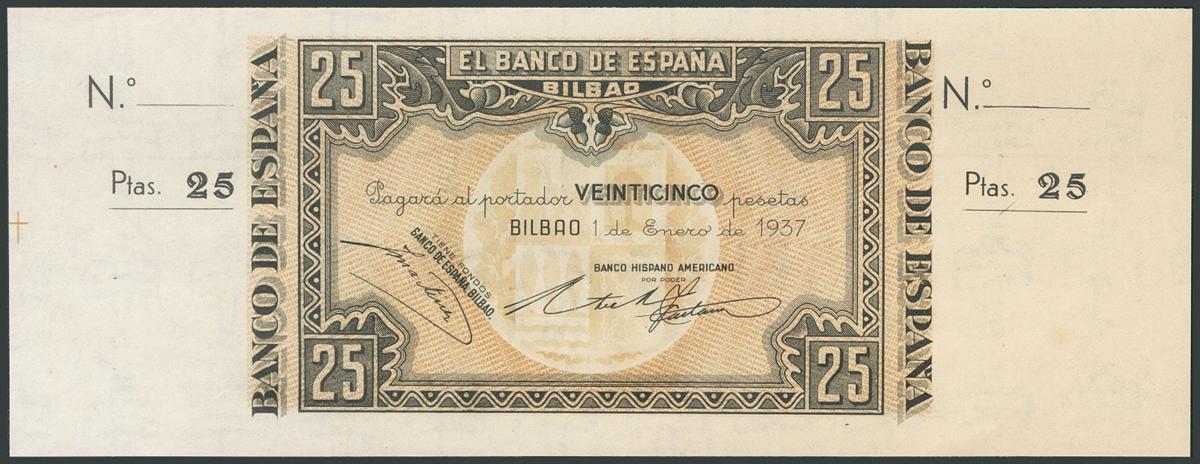 N.º
Ptas. 25
BANCO DE ESPAÑA
25
25
EL BANCO DE ESPAÑA
BILBAO
Pagará al portador VEINTICINCO pesetas
BILBAO 1 de Enero de 1937
TIENE FONDOS
BANCO DE ESPAÑA, BILBAO
BANCO HISPANO AMERICANO
POR PODER
25
25
BANCO DE ESPAÑA
N.º
Ptas. 25